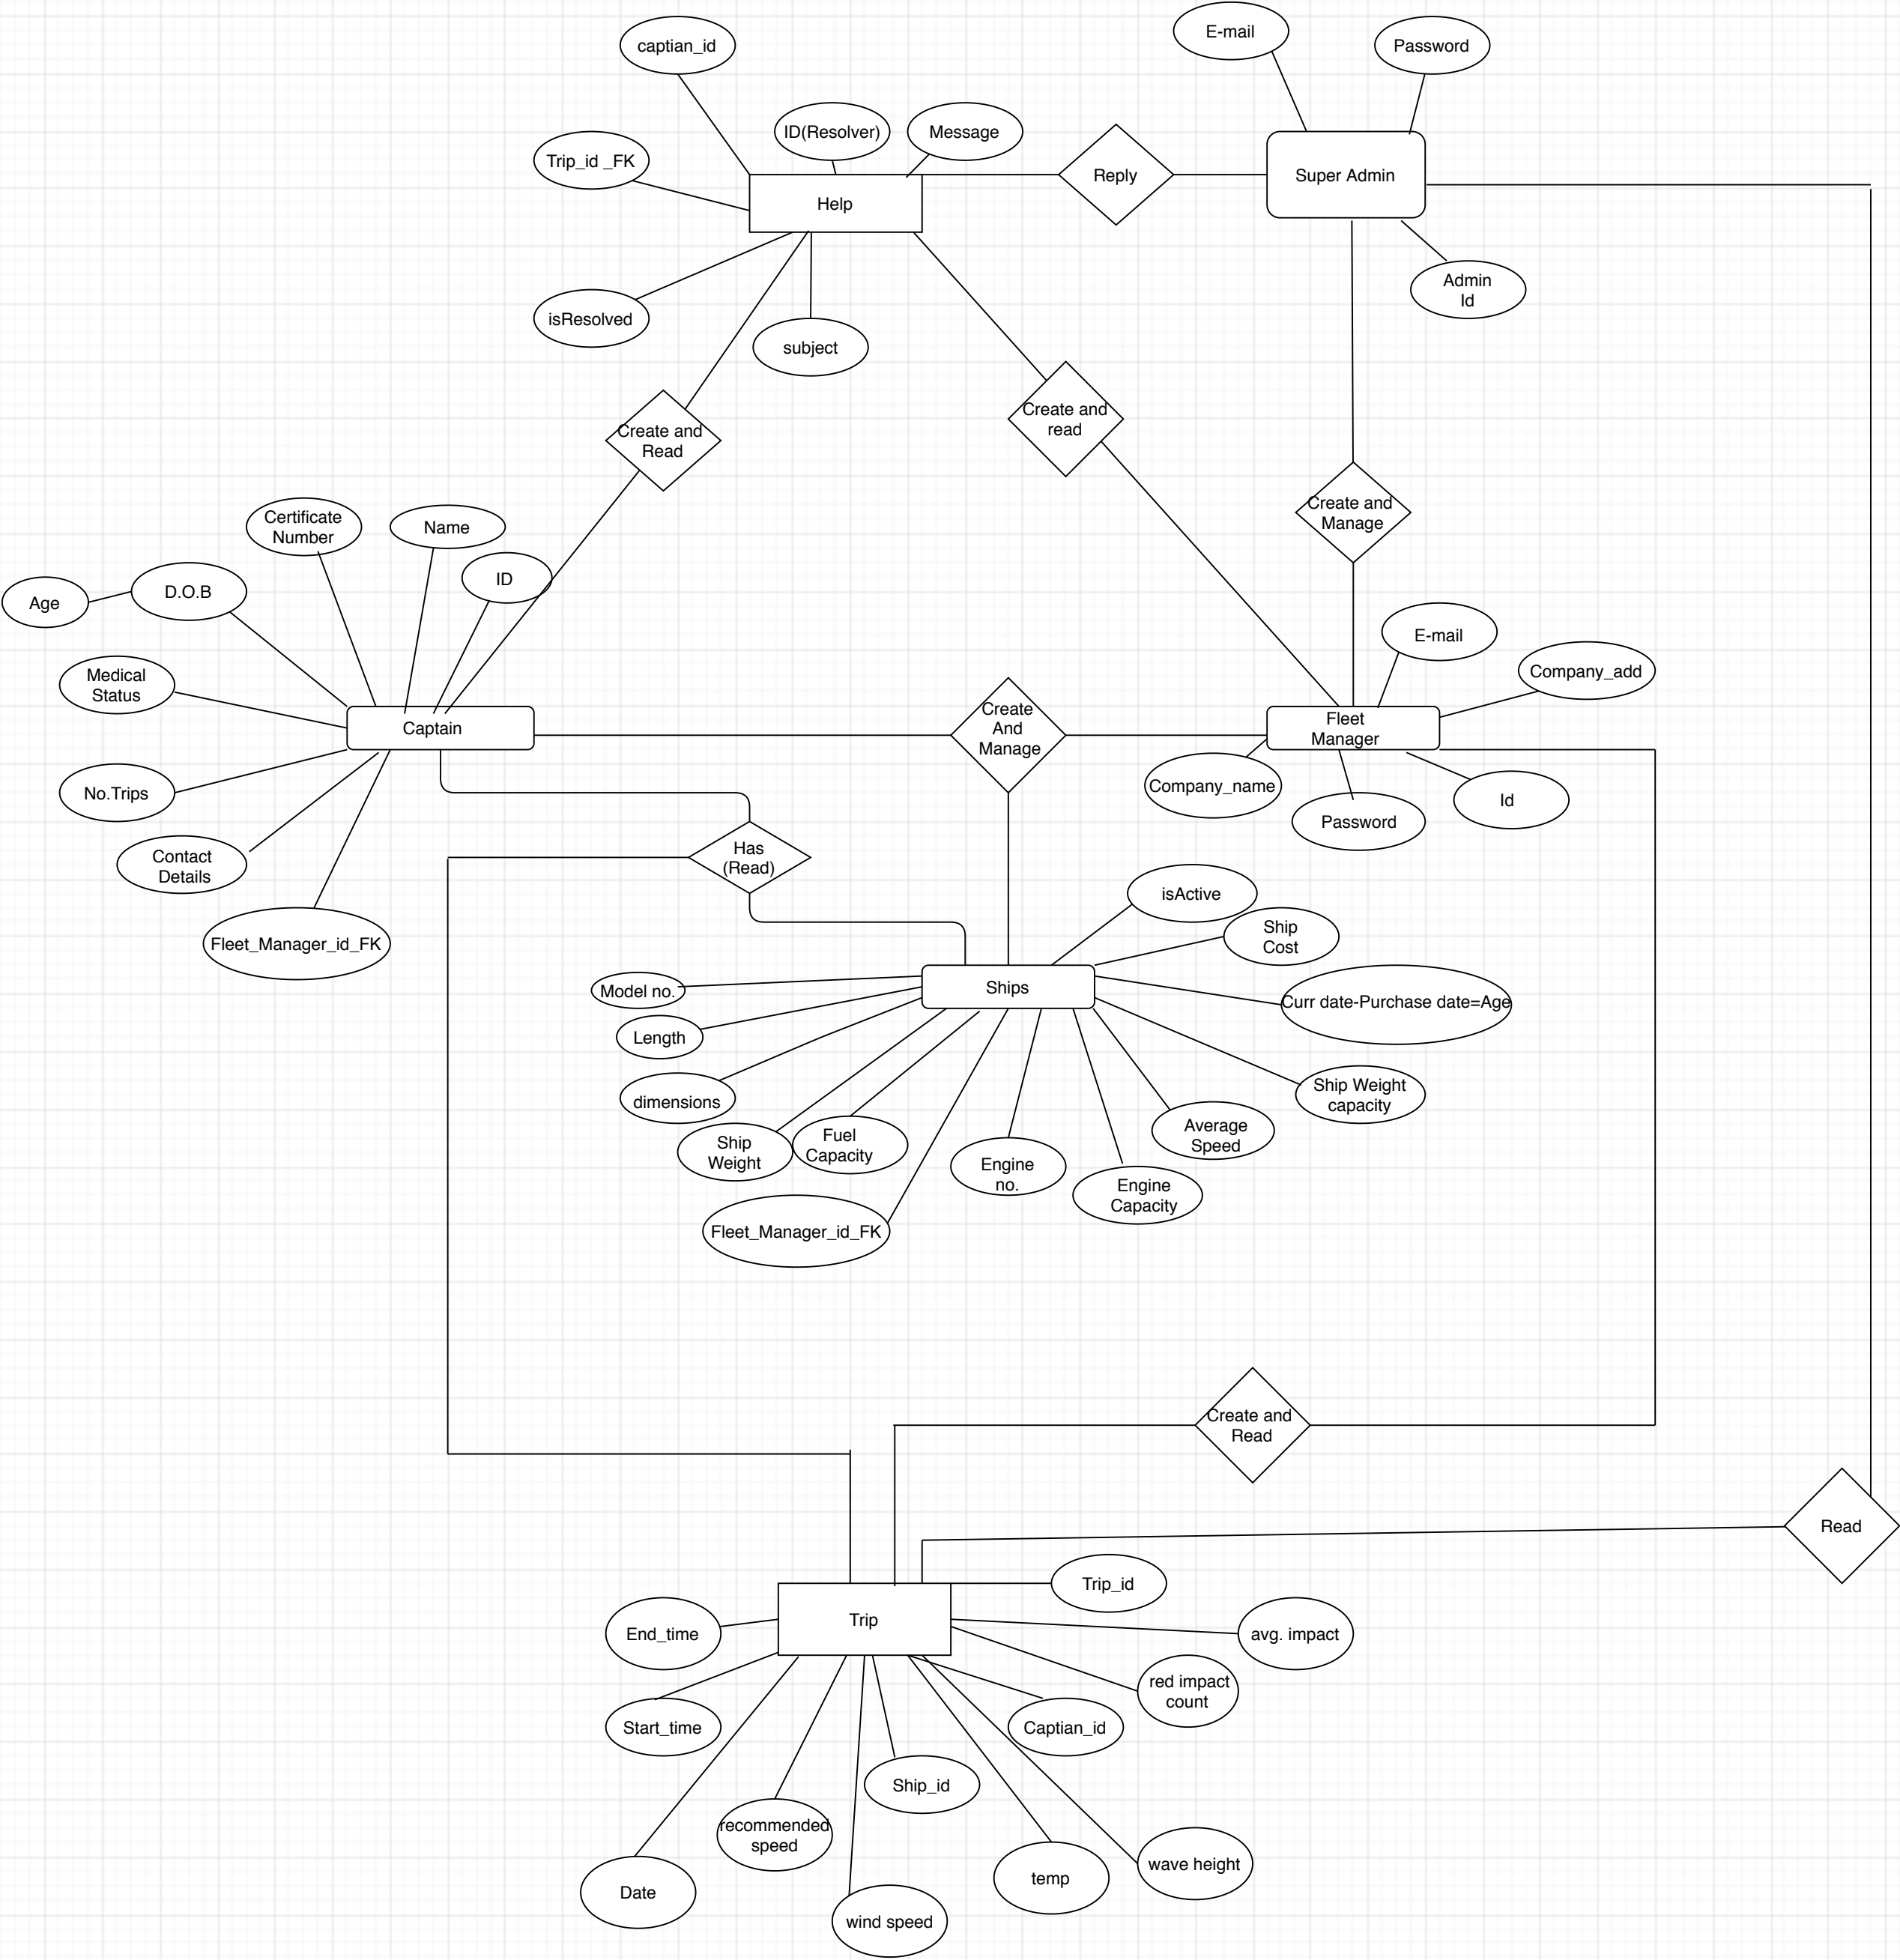 E-mail
captian_id
Password
ID(Resolver)
Message
Trip_id _FK
Reply
Super Admin
Help
Admin
Id
isResolved
subject
Create and
read
Create and
Read
Create and
Manage
Certificate
Number
Name
ID
D.O.B
Age
E-mail
Company_add
Medical
Status
Captain
Create
And
Manage
Fleet
Manager
Company_name
No.Trips
Id
Password
Contact
Details
Has
(Read)
isActive
Fleet_Manager_id_FK
Ship
Cost
Model no.
Ships
Curr date-Purchase date=Age
Length
dimensions
Ship Weight
capacity
Ship
Weight
Fuel
Capacity
Average
Speed
Engine
no.
Engine
Capacity
Fleet_Manager_id_FK
Create and
Read
Read
Trip_id
Trip
End_time
avg. impact
red impact
count
Start_time
Captian_id
Ship_id
recommended
speed
wave height
temp
Date
wind speed